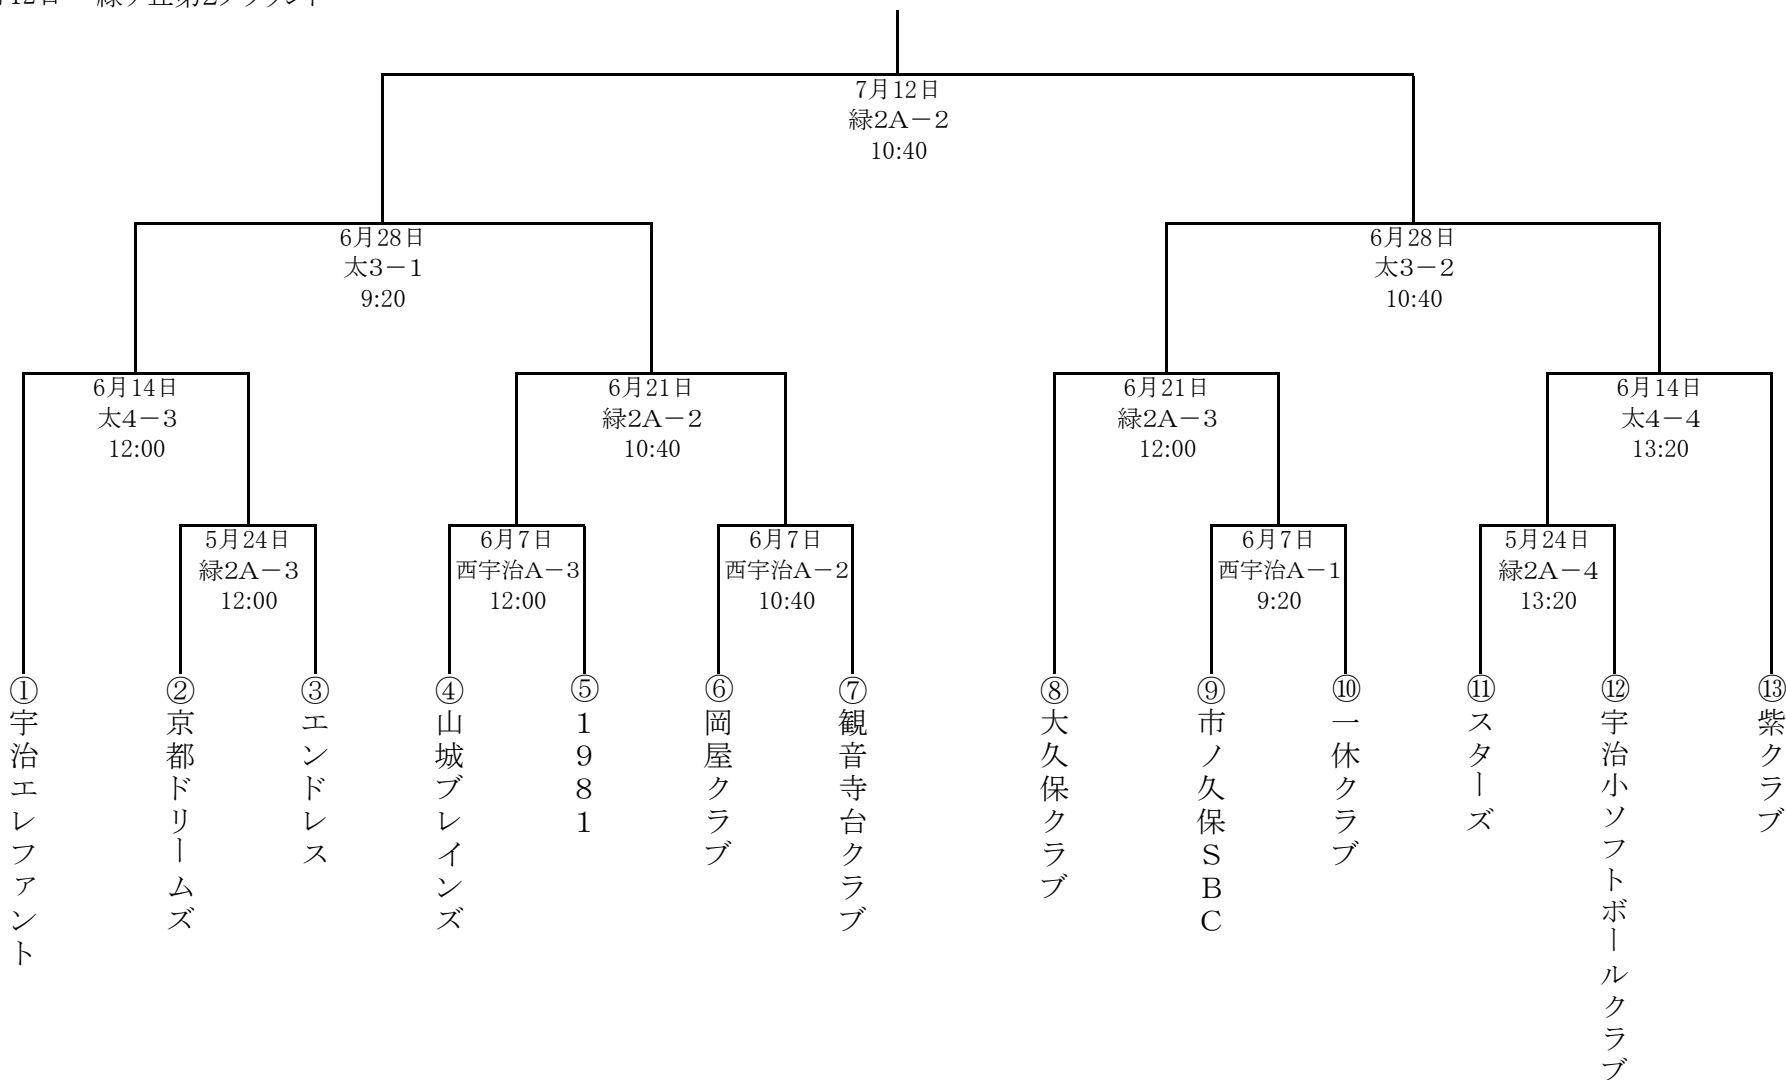 7月12日
緑2A－2
10:40
6月28日
太3－1
9:20
6月28日
太3－2
10:40
6月14日
太4－3
12:00
6月21日
緑2A－2
10:40
6月21日
緑2A－3
12:00
6月14日
太4－4
13:20
5月24日
緑2A－3
12:00
6月7日
西宇治A－3
12:00
6月7日
西宇治A－2
10:40
6月7日
西宇治A－1
9:20
5月24日
緑2A－4
13:20
①宇治エレファント
②京都ドリームズ
③エンドレス
④山城ブレインズ
⑤1981
⑥岡屋クラブ
⑦観音寺台クラブ
⑧大久保クラブ
⑨市ノ久保SBC
⑩一休クラブ
⑪スターズ
⑫宇治小ソフトボールクラブ
⑬紫クラブ